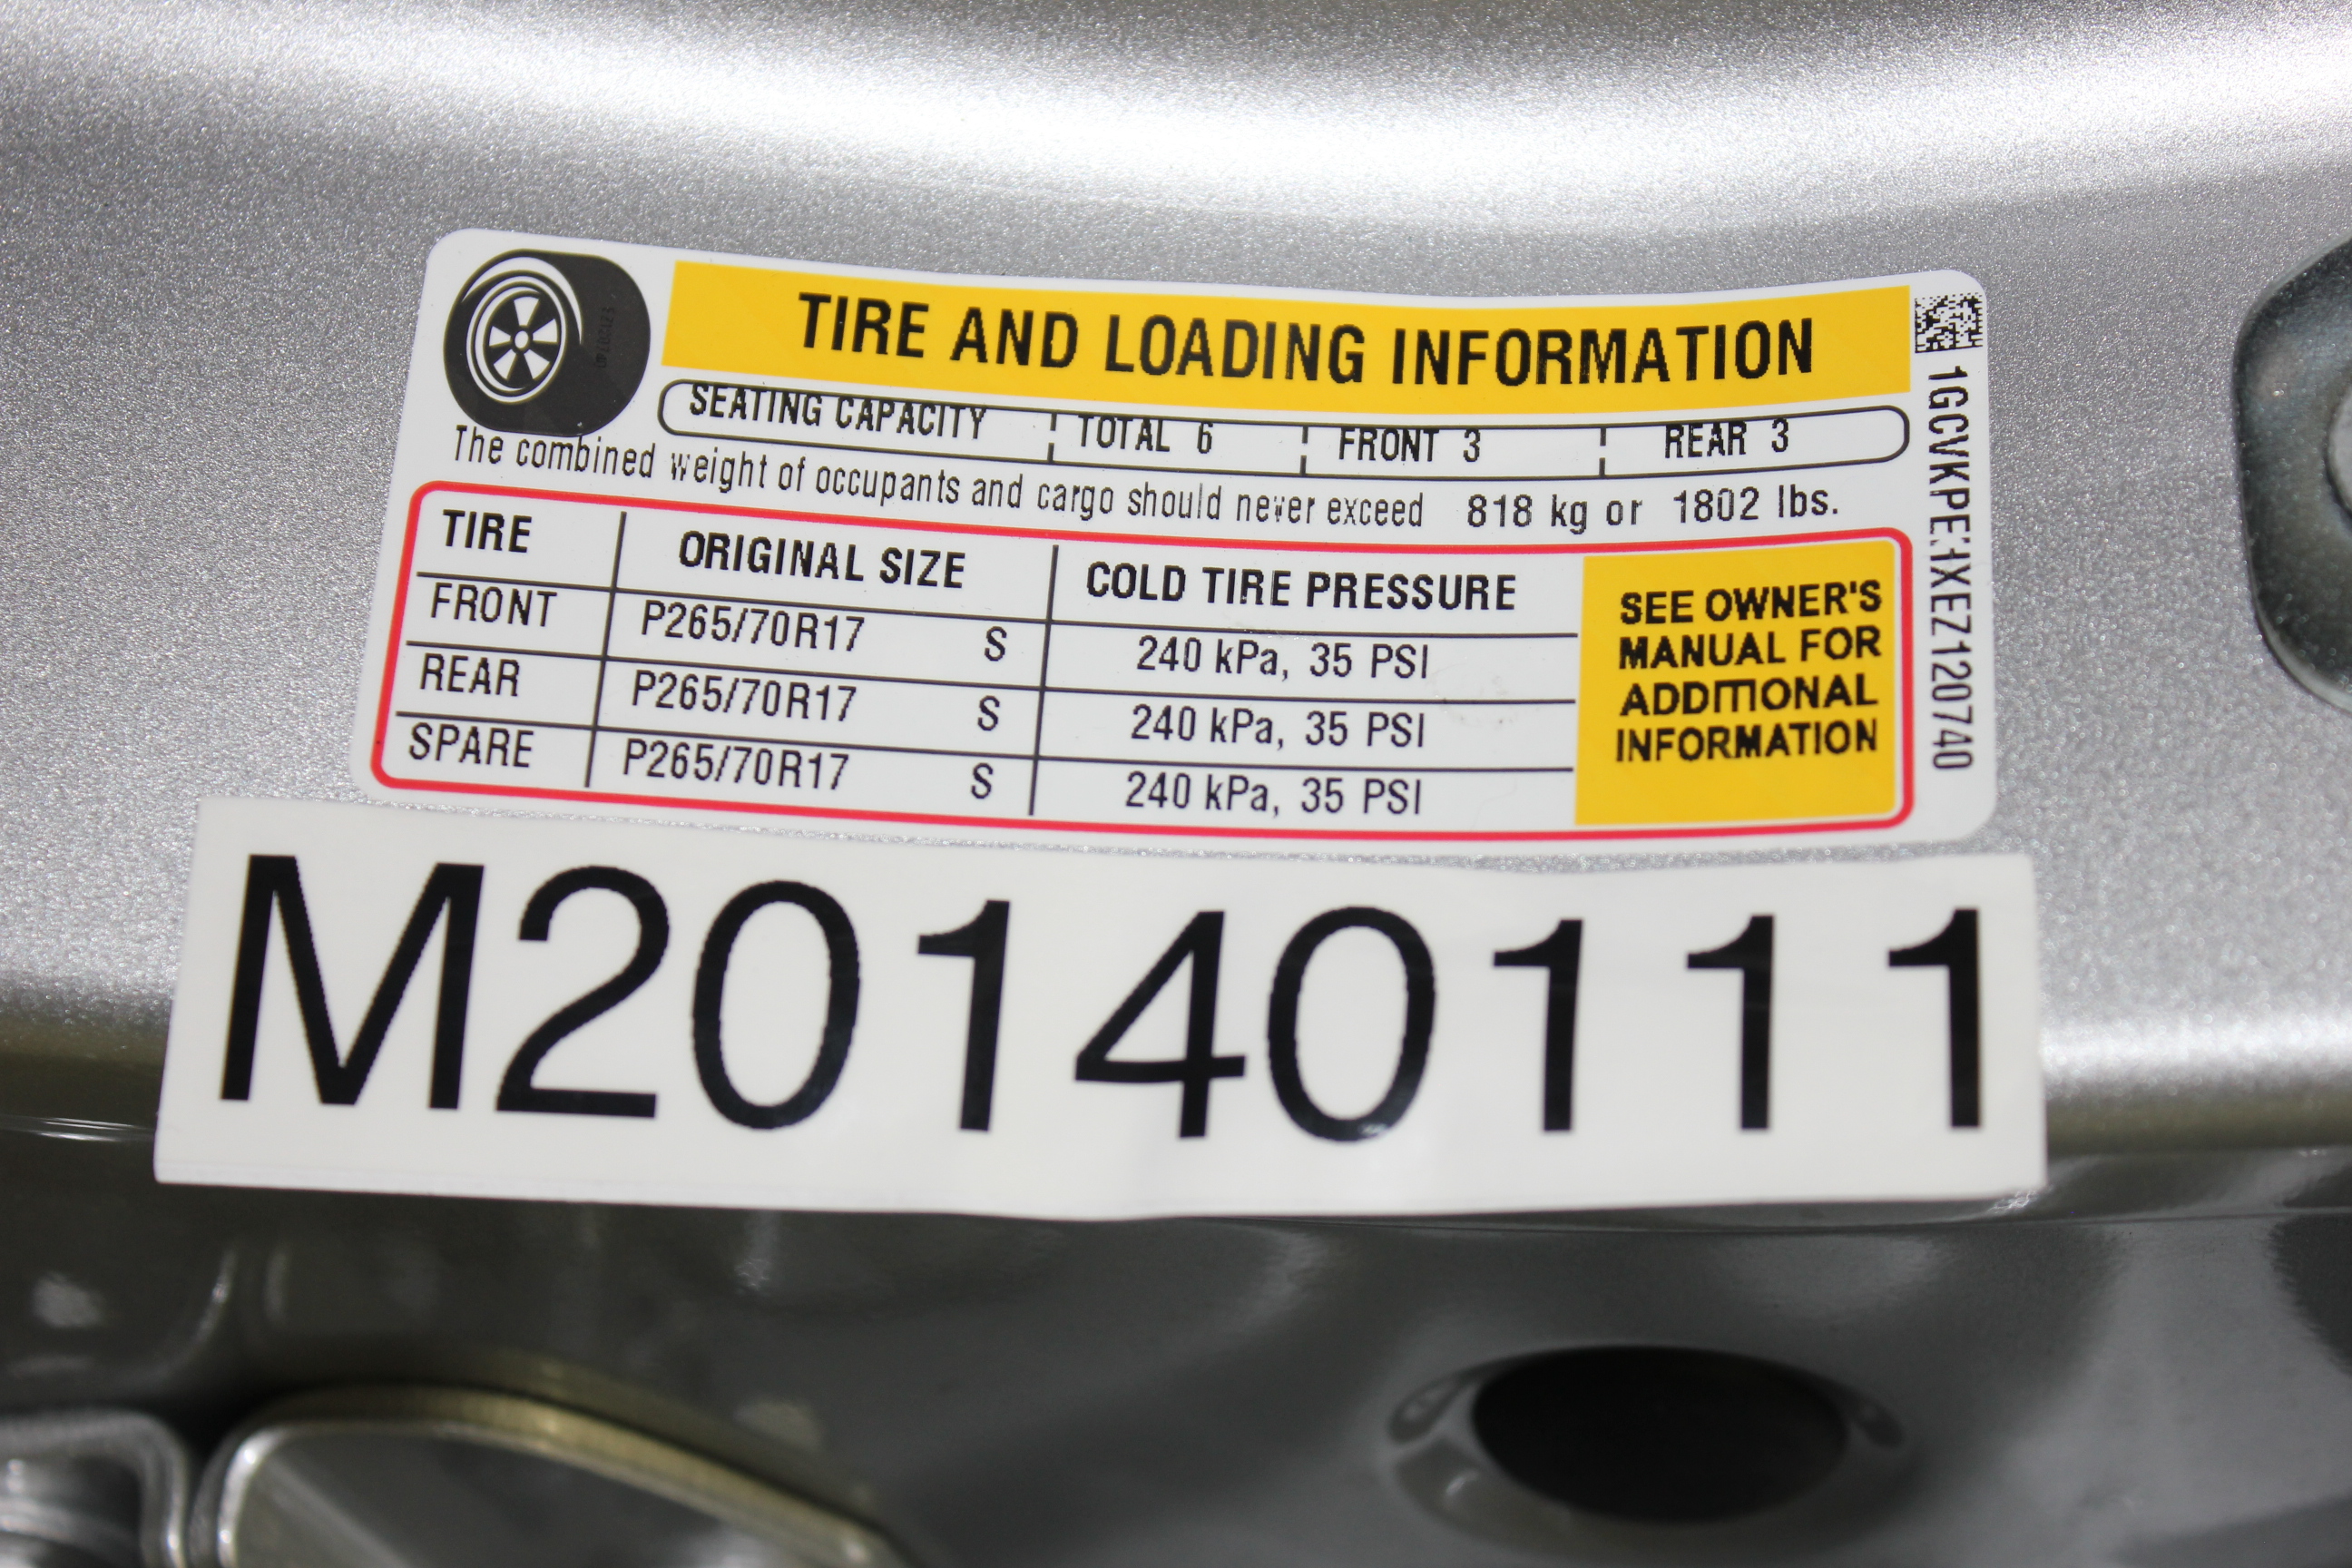 TIRE AND LOADING INFORMATION
SEATING CAPACITY TOTAL 6 FRONT 3 REAR 3
The combined weight of occupants and cargo should never exceed 818 kg or 1802 lbs.
TIRE ORIGINAL SIZE COLD TIRE PRESSURE
FRONT P265/70R17 S 240 kPa, 35 PSI
REAR P265/70R17 S 240 kPa, 35 PSI
SPARE P265/70R17 S 240 kPa, 35 PSI
SEE OWNER'S
MANUAL FOR
ADDITIONAL
INFORMATION
M20140111